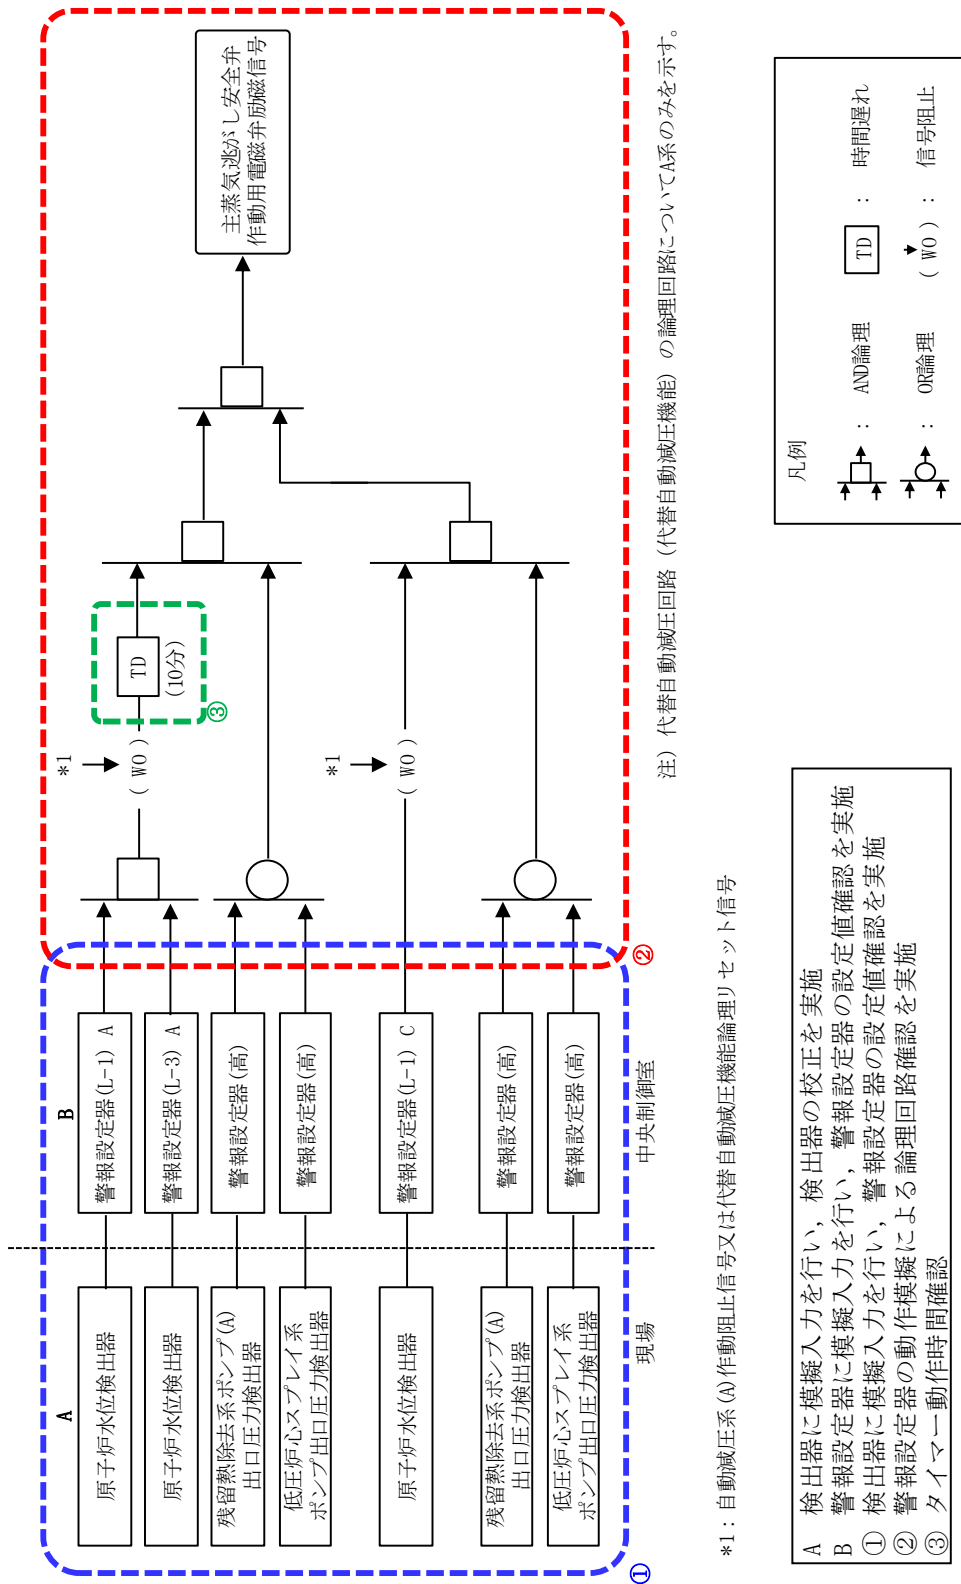 A
B
原子炉水位検出器
警報設定器(L-1) A
原子炉水位検出器
警報設定器(L-3) A
残留熱除去系ポンプ(A)
出口圧力検出器
警報設定器(高)
低圧炉心スプレイ系
ポンプ出口圧力検出器
警報設定器(高)
原子炉水位検出器
警報設定器(L-1) C
残留熱除去系ポンプ(A)
出口圧力検出器
警報設定器(高)
低圧炉心スプレイ系
ポンプ出口圧力検出器
警報設定器(高)
現場
中央制御室
①
②
*1
( WO )
TD
(10分)
③
*1
( WO )
主蒸気逃がし安全弁
作動用電磁弁励磁信号
注) 代替自動減圧回路 (代替自動減圧機能) の論理回路についてA系のみを示す。
*1：自動減圧系(A)作動阻止信号又は代替自動減圧機能論理リセット信号
A 検出器に模擬入力を行い，検出器の校正を実施
B 警報設定器に模擬入力を行い，警報設定器の設定値確認を実施
① 検出器に模擬入力を行い，警報設定器の設定値確認を実施
② 警報設定器の動作模擬による論理回路確認を実施
③ タイマー動作時間確認
凡例
： AND論理
TD ： 時間遅れ
： OR論理
( WO ) ： 信号阻止